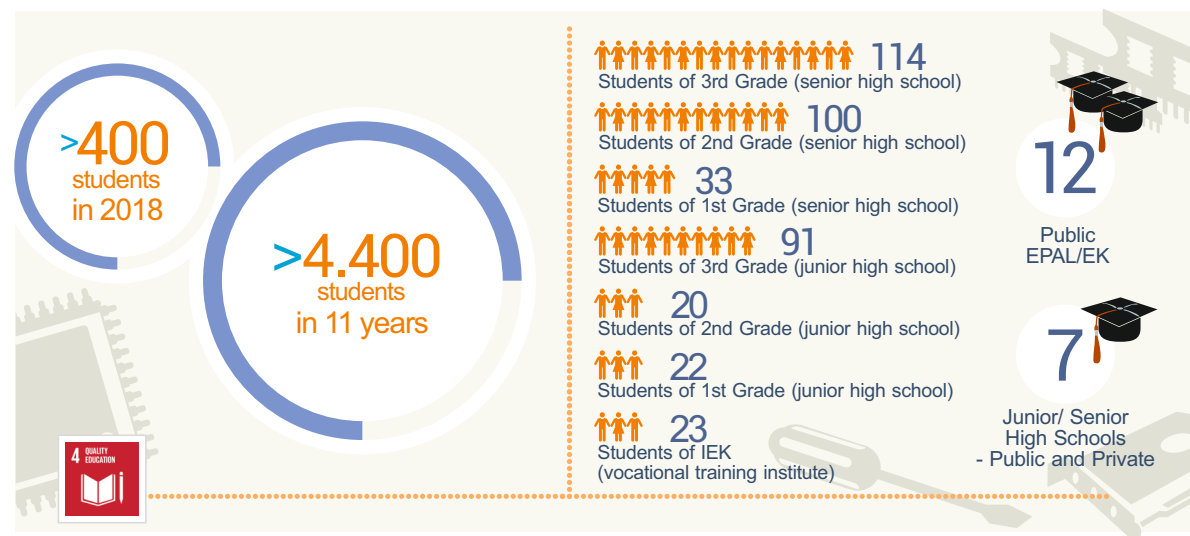 >400
students
in 2018
>4.400
students
in 11 years
4 QUALITY
EDUCATION
114
Students of 3rd Grade (senior high school)
100
Students of 2nd Grade (senior high school)
33
Students of 1st Grade (senior high school)
91
Students of 3rd Grade (junior high school)
20
Students of 2nd Grade (junior high school)
22
Students of 1st Grade (junior high school)
23
Students of IEK
(vocational training institute)
12
Public
EPAL/EK
7
Junior/ Senior
High Schools
- Public and Private